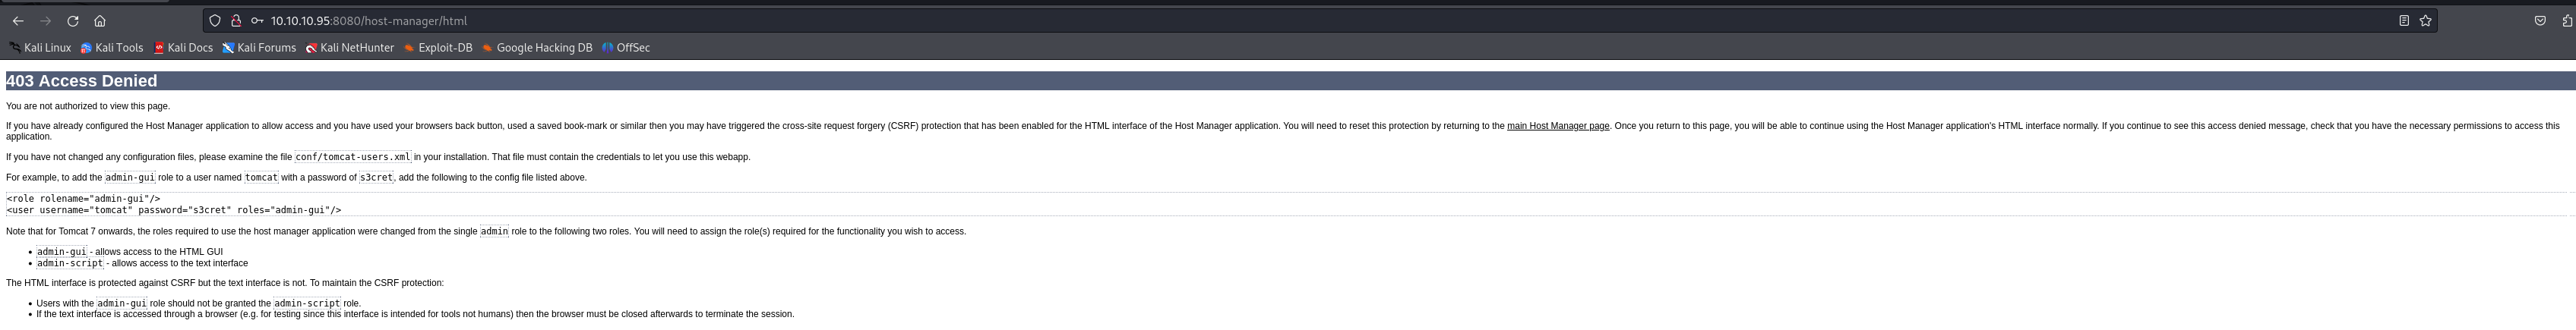 10.10.10.95:8080/host-manager/html
Kali Linux Kali Tools Kali Docs Kali Forums Kali NetHunter Exploit-DB Google Hacking DB OffSec
403 Access Denied
You are not authorized to view this page.
If you have already configured the Host Manager application to allow access and you have used your browsers back button, used a saved book-mark or similar then you may have triggered the cross-site request forgery (CSRF) protection that has been enabled for the HTML interface of the Host Manager application. You will need to reset this protection by returning to the main Host Manager page. Once you return to this page, you will be able to continue using the Host Manager application's HTML interface normally. If you continue to see this access denied message, check that you have the necessary permissions to access this
application.
If you have not changed any configuration files, please examine the file conf/tomcat-users.xml in your installation. That file must contain the credentials to let you use this webapp.
For example, to add the admin-gui role to a user named tomcat with a password of s3cret, add the following to the config file listed above.
<role rolename="admin-gui"/>
<user username="tomcat" password="s3cret" roles="admin-gui"/>
Note that for Tomcat 7 onwards, the roles required to use the host manager application were changed from the single admin role to the following two roles. You will need to assign the role(s) required for the functionality you wish to access.
• admin-gui - allows access to the HTML GUI
• admin-script - allows access to the text interface
The HTML interface is protected against CSRF but the text interface is not. To maintain the CSRF protection:
• Users with the admin-gui role should not be granted the admin-script role.
• If the text interface is accessed through a browser (e.g. for testing since this interface is intended for tools not humans) then the browser must be closed afterwards to terminate the session.